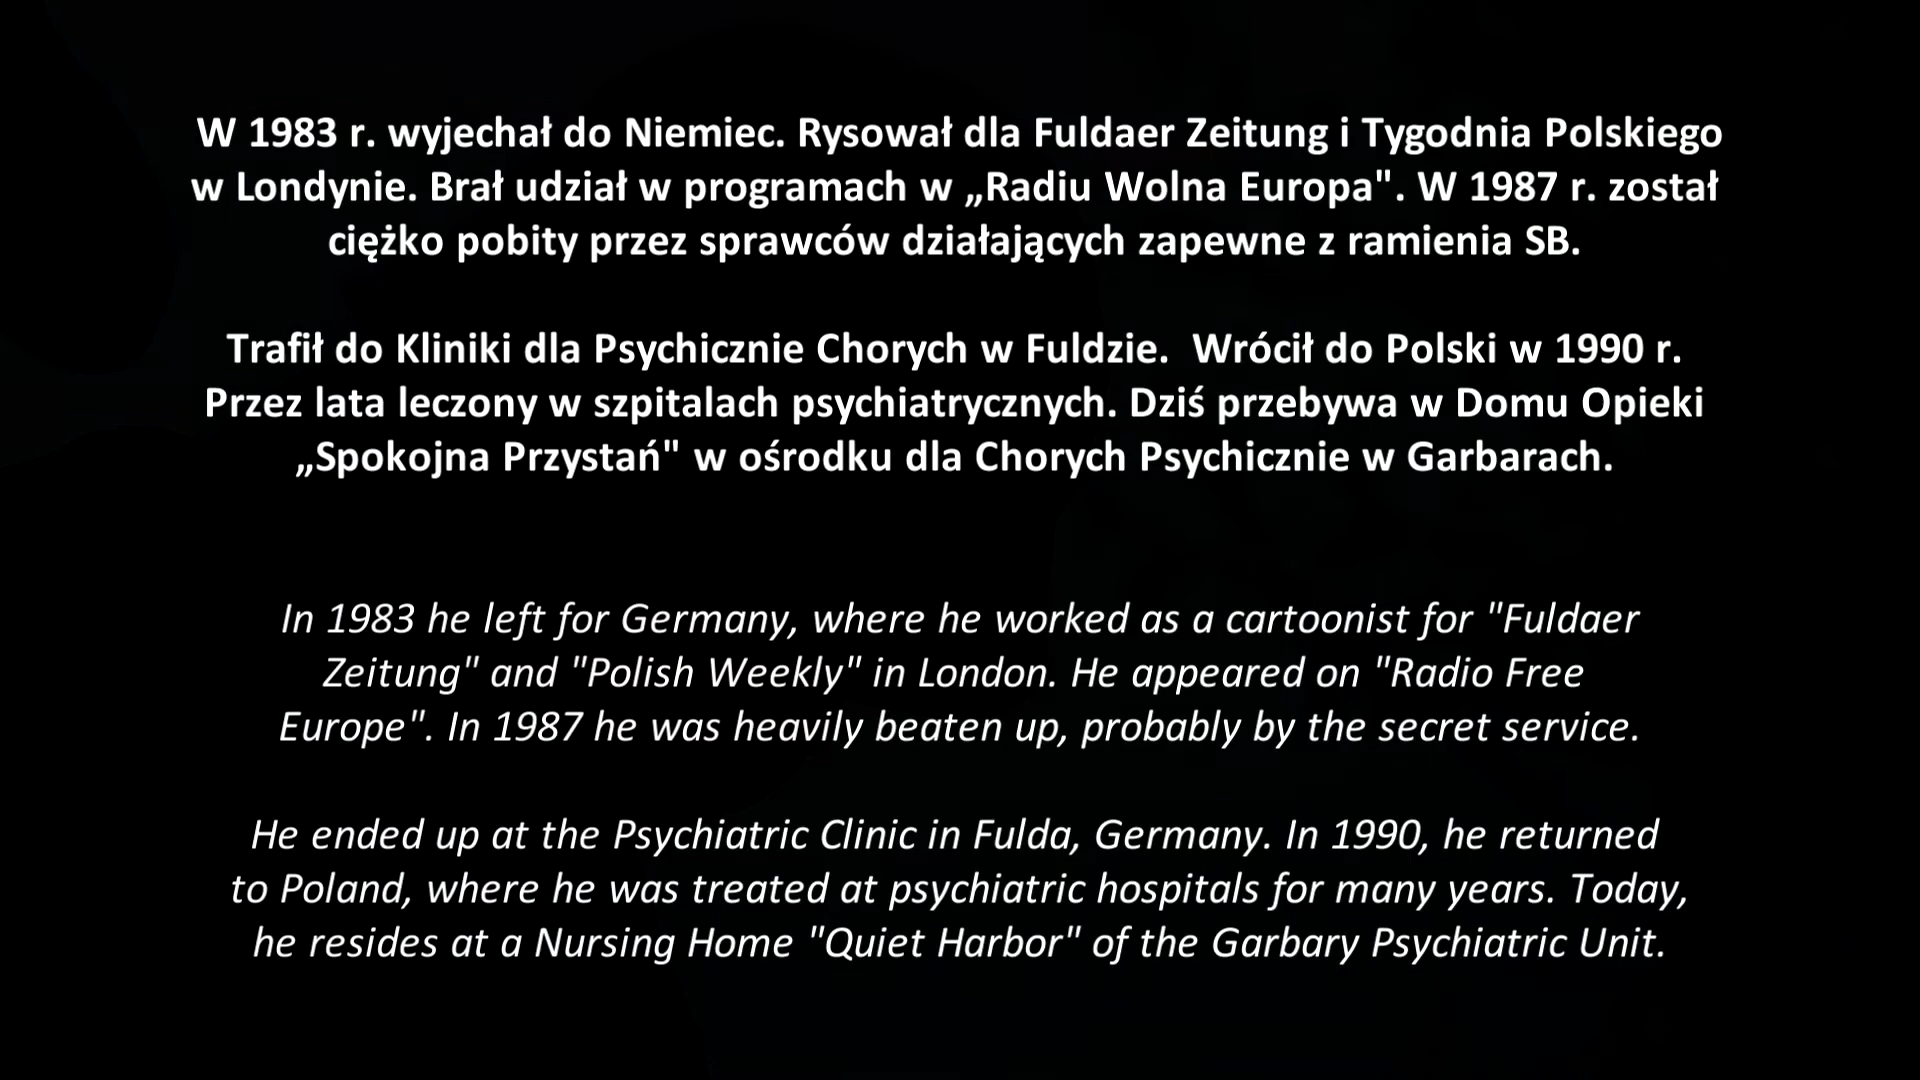 W 1983 r. wyjechał do Niemiec. Rysował dla Fuldaer Zeitung i Tygodnia Polskiego
w Londynie. Brał udział w programach w „Radiu Wolna Europa". W 1987 r. został
ciężko pobity przez sprawców działających zapewne z ramienia SB.
Trafił do Kliniki dla Psychicznie Chorych w Fuldzie. Wrócił do Polski w 1990 r.
Przez lata leczony w szpitalach psychiatrycznych. Dziś przebywa w Domu Opieki
„Spokojna Przystań" w ośrodku dla Chorych Psychicznie w Garbarach.
In 1983 he left for Germany, where he worked as a cartoonist for "Fuldaer
Zeitung" and "Polish Weekly" in London. He appeared on "Radio Free
Europe". In 1987 he was heavily beaten up, probably by the secret service.
He ended up at the Psychiatric Clinic in Fulda, Germany. In 1990, he returned
to Poland, where he was treated at psychiatric hospitals for many years. Today,
he resides at a Nursing Home "Quiet Harbor" of the Garbary Psychiatric Unit.